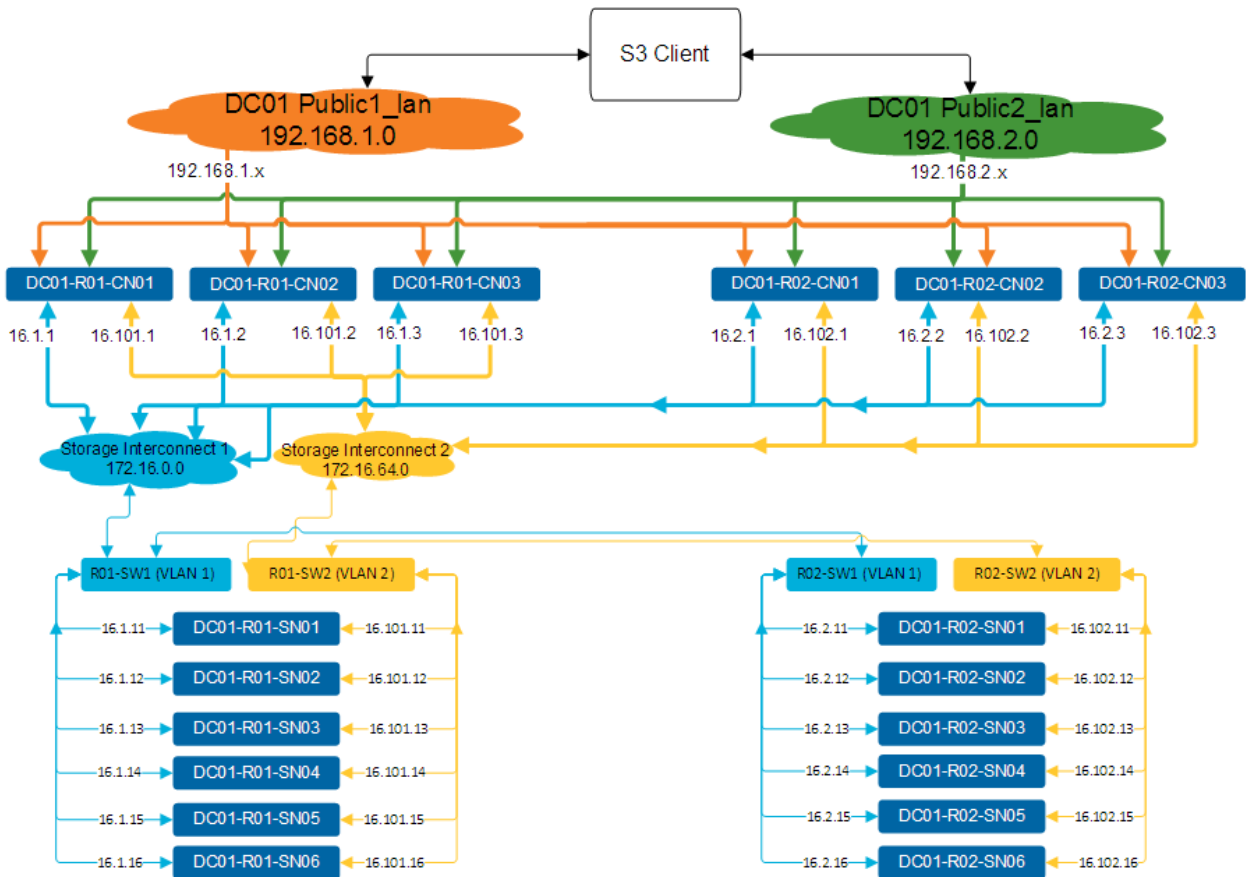 S3 Client
DC01 Public1_lan
192.168.1.0
DC01 Public2_lan
192.168.2.0
192.168.1.x
192.168.2.x
DC01-R01-CN01
DC01-R01-CN02
DC01-R01-CN03
DC01-R02-CN01
DC01-R02-CN02
DC01-R02-CN03
16.1.1
16.101.1
16.1.2
16.101.2
16.1.3
16.101.3
16.2.1
16.102.1
16.2.2
16.102.2
16.2.3
16.102.3
Storage Interconnect 1
172.16.0.0
Storage Interconnect 2
172.16.64.0
R01-SW1 (VLAN 1)
R01-SW2 (VLAN 2)
R02-SW1 (VLAN 1)
R02-SW2 (VLAN 2)
16.1.11
DC01-R01-SN01
16.101.11
16.2.11
DC01-R02-SN01
16.102.11
16.1.12
DC01-R01-SN02
16.101.12
16.2.12
DC01-R02-SN02
16.102.12
16.1.13
DC01-R01-SN03
16.101.13
16.2.13
DC01-R02-SN03
16.102.13
16.1.14
DC01-R01-SN04
16.101.14
16.2.14
DC01-R02-SN04
16.102.14
16.1.15
DC01-R01-SN05
16.101.15
16.2.15
DC01-R02-SN05
16.102.15
16.1.16
DC01-R01-SN06
16.101.16
16.2.16
DC01-R02-SN06
16.102.16